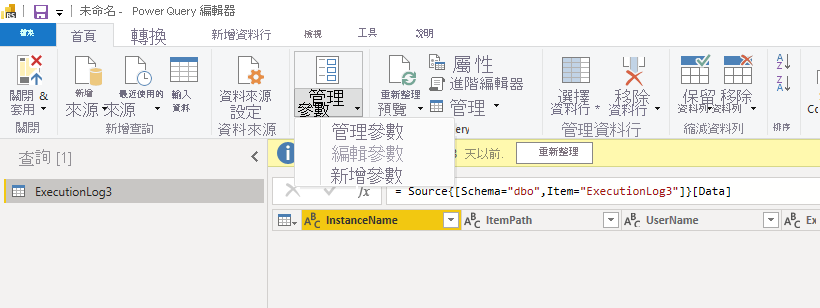 未命名 - Power Query 編輯器
首頁 轉換 新增資料行 檢視 工具 說明
關閉 &
套用
新增
來源
最近使用的
來源
輸入
資料
資料來源
設定
管理
參數
重新整理
預覽
屬性
進階編輯器
管理
選擇
資料行
移除
資料行
保留
資料列
移除
資料列
A
Z
Z
A
Co
關閉 新增查詢 資料來源 管理資料行 縮減資料列 排序
管理參數
編輯參數
新增參數
查詢 [1]
天以前. 重新整理
ExecutionLog3
fx = Source{[Schema="dbo",Item="ExecutionLog3"]}[Data]
ABC InstanceName ABC ItemPath ABC UserName ABC Ex